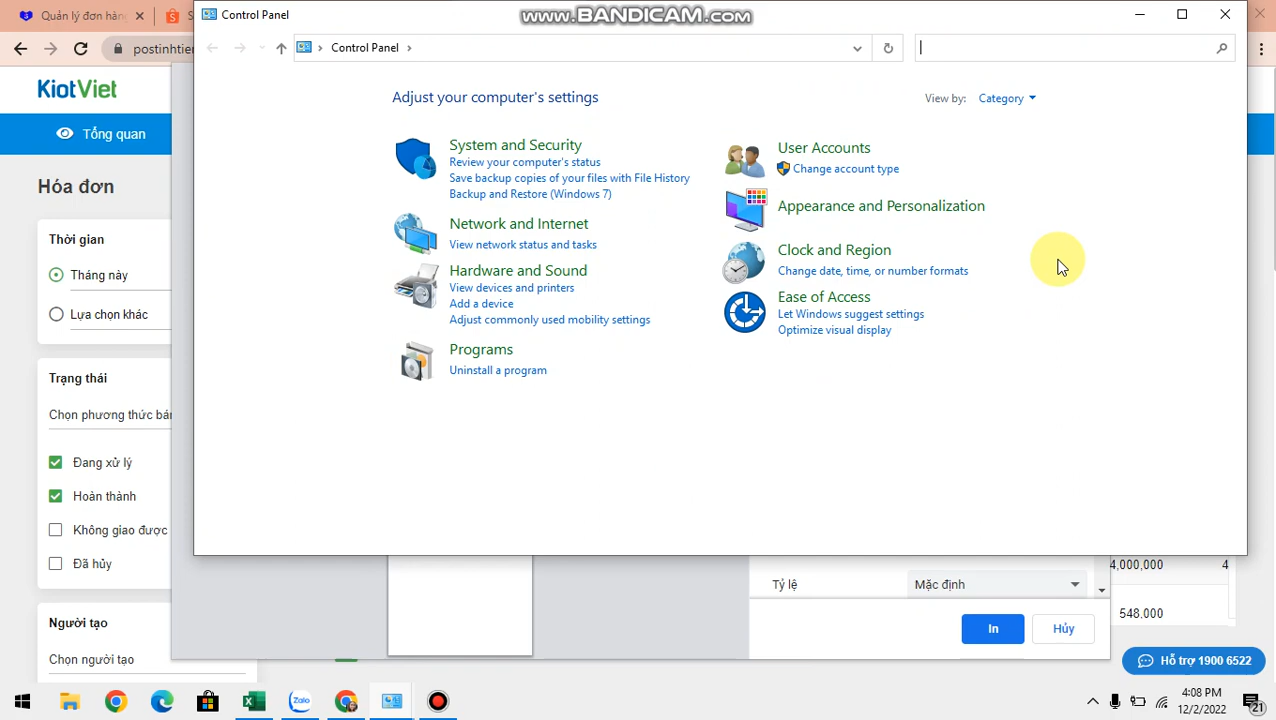 Quản lý đơn hàng
S
Control Panel
www.BANDICAM.com
postinhtien
Control Panel
KiotViet
Tổng quan
Hóa đơn
Thời gian
Tháng này
Lựa chọn khác
Trạng thái
Chọn phương thức bán
Đang xử lý
Hoàn thành
Không giao được
Đã hủy
Người tạo
Chọn người tạo
Adjust your computer's settings
View by: Category
System and Security
Review your computer's status
Save backup copies of your files with File History
Backup and Restore (Windows 7)
Network and Internet
View network status and tasks
Hardware and Sound
View devices and printers
Add a device
Adjust commonly used mobility settings
Programs
Uninstall a program
User Accounts
Change account type
Appearance and Personalization
Clock and Region
Change date, time, or number formats
Ease of Access
Let Windows suggest settings
Optimize visual display
Tỷ lệ
Mặc định
4,000,000
4
548.000
In
Hủy
Hỗ trợ 1900 6522
Zalo
4:08 PM
12/2/2022
21